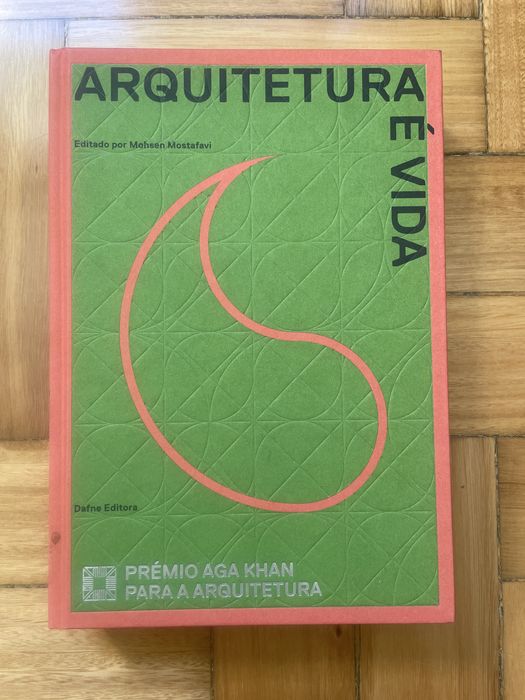 ARQUITETURA
É VIDA
Editado por Mohsen Mostafavi
Dafne Editora
PRÉMIO AGA KHAN
PARA A ARQUITETURA